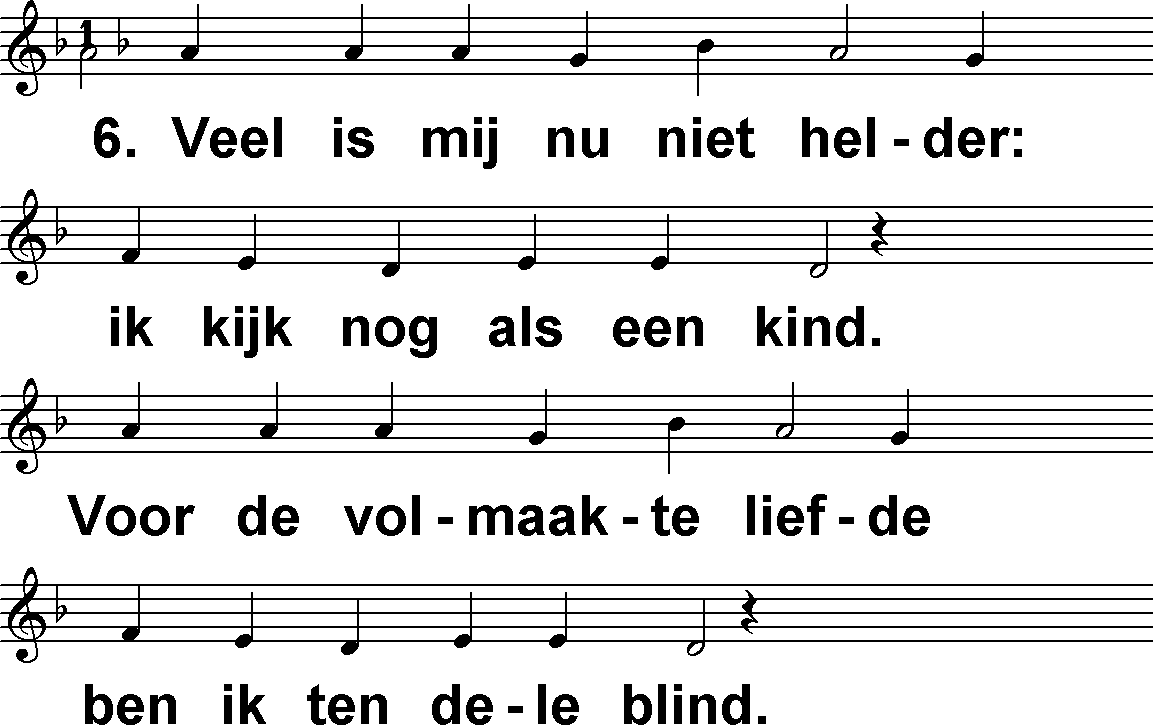 6. Veel is mij nu niet hel - der:
ik kijk nog als een kind.
Voor de vol - maak - te lief - de
ben ik ten de - le blind.